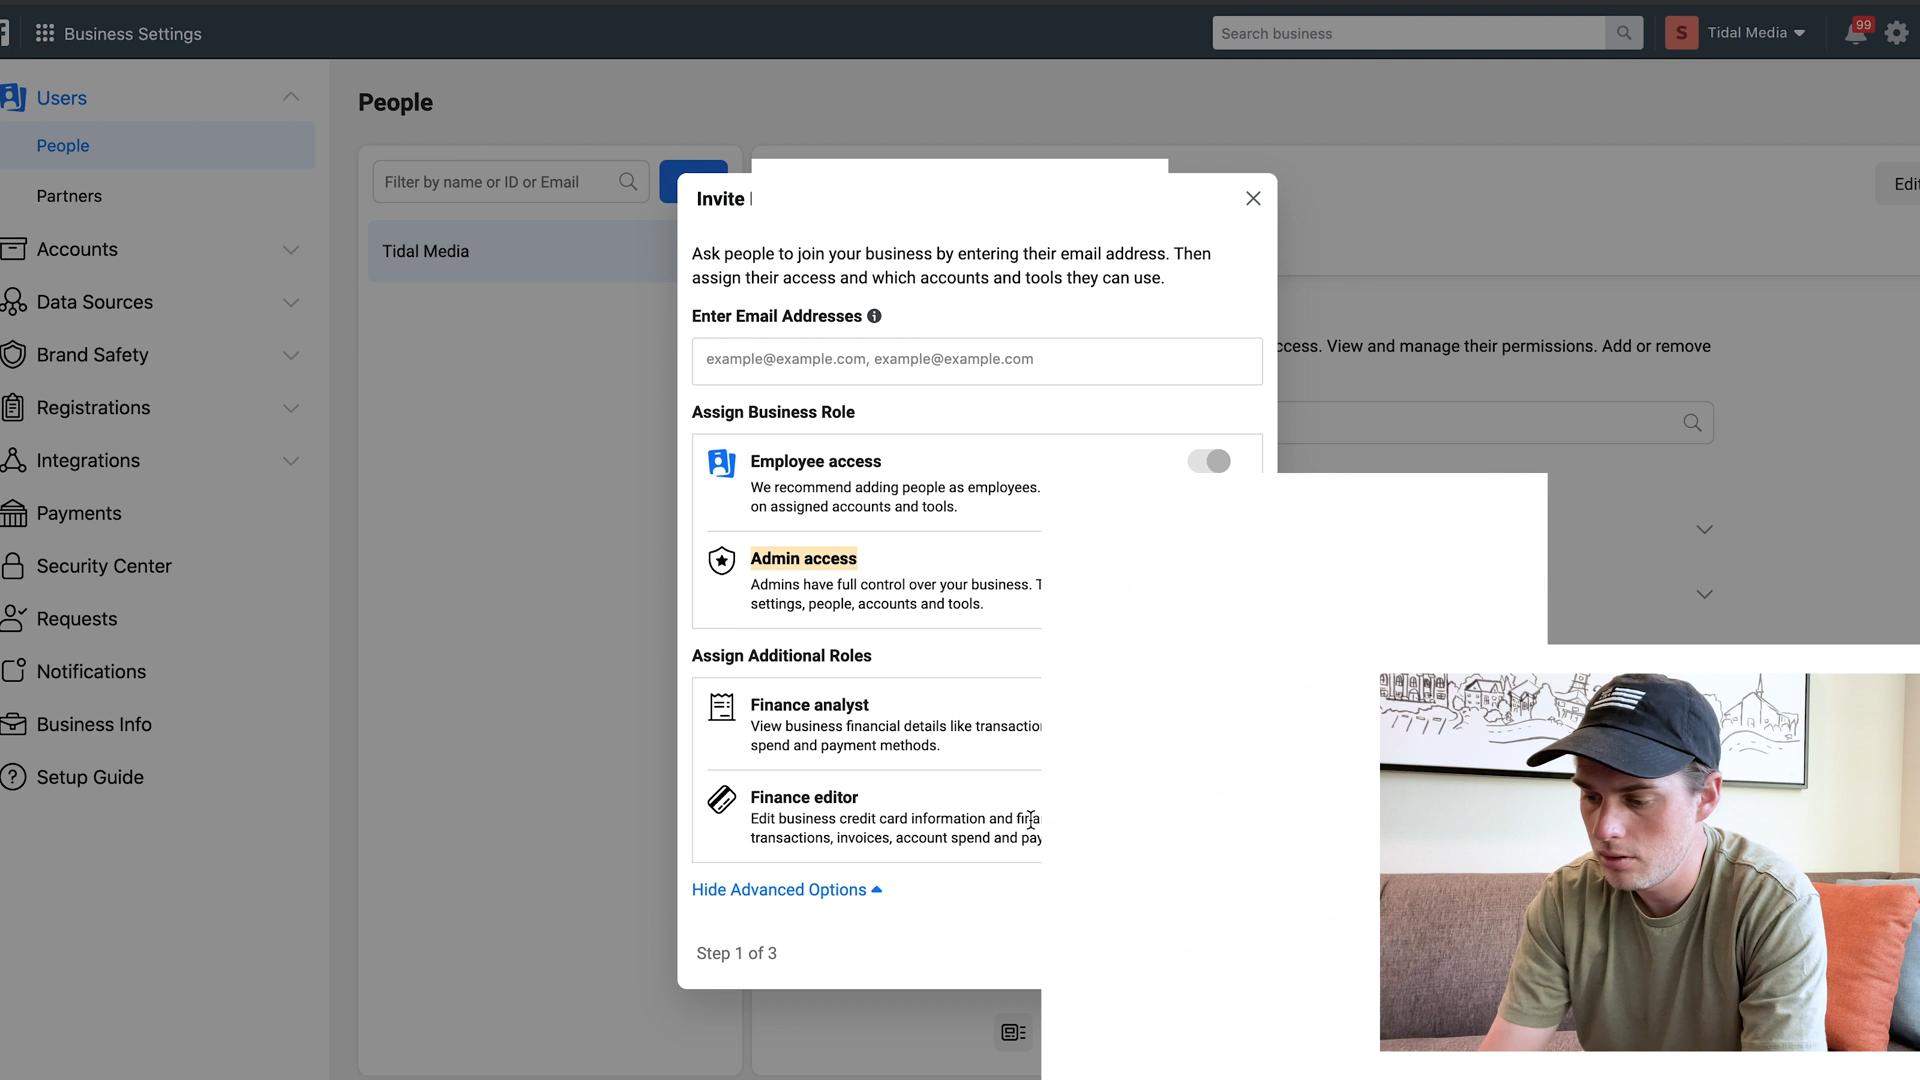 Business Settings
Search business
S
Tidal Media
99
Users
People
Partners
Accounts
Data Sources
Brand Safety
Registrations
Integrations
Payments
Security Center
Requests
Notifications
Business Info
Setup Guide
People
Filter by name or ID or Email
Tidal Media
Edit
ccess. View and manage their permissions. Add or remove
Invite
Ask people to join your business by entering their email address. Then
assign their access and which accounts and tools they can use.
Enter Email Addresses
example@example.com, example@example.com
Assign Business Role
Employee access
We recommend adding people as employees.
on assigned accounts and tools.
Admin access
Admins have full control over your business. T
settings, people, accounts and tools.
Assign Additional Roles
Finance analyst
View business financial details like transactio
spend and payment methods.
Finance editor
Edit business credit card information and fina
transactions, invoices, account spend and pay
Hide Advanced Options
Step 1 of 3